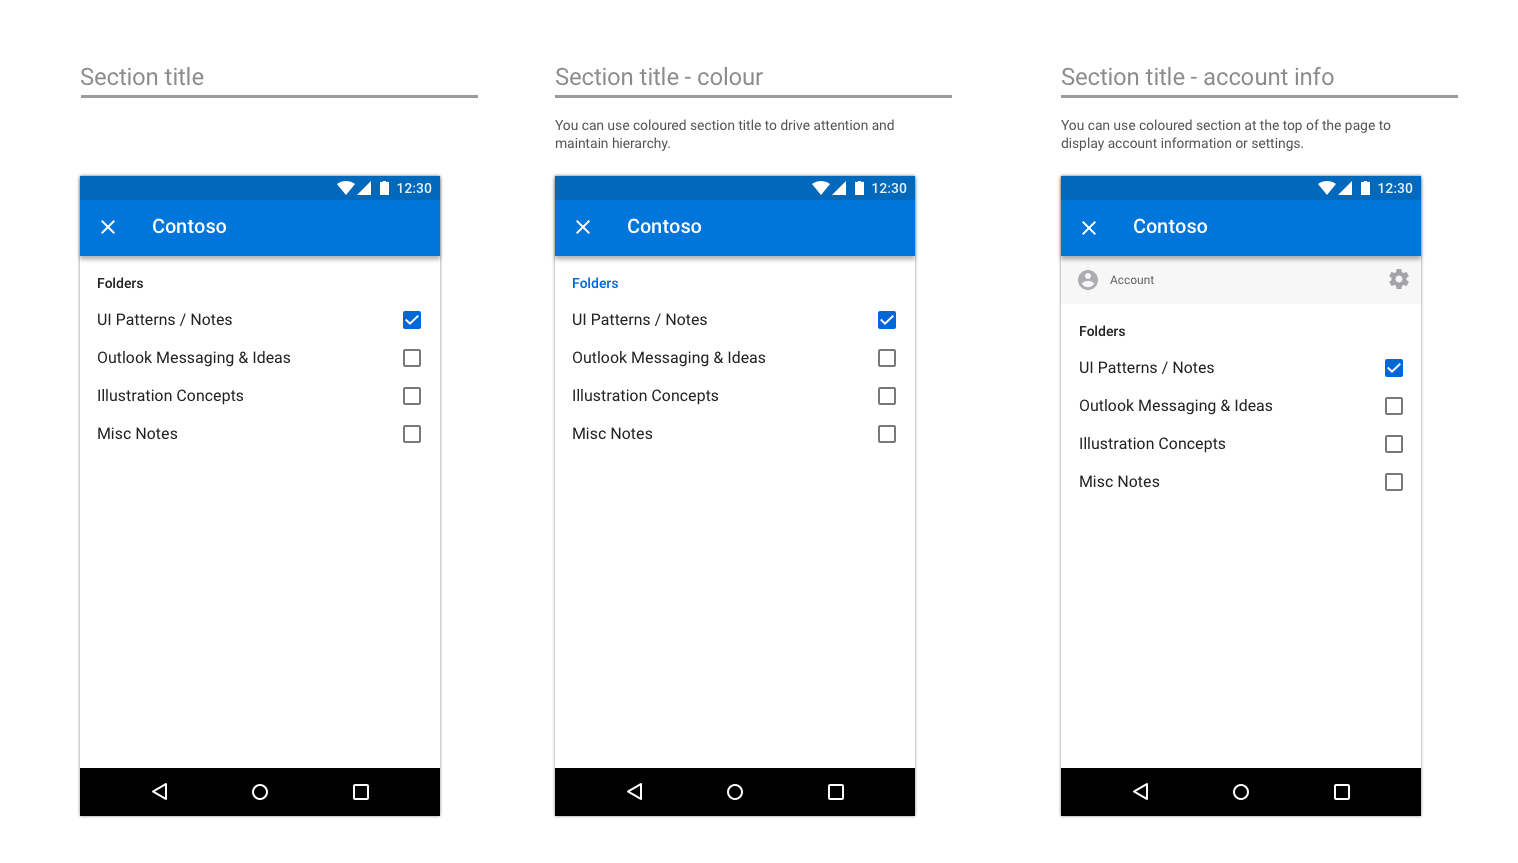 Section title
Section title - colour
You can use coloured section title to drive attention and
maintain hierarchy.
Section title - account info
You can use coloured section at the top of the page to
display account information or settings.
12:30
Contoso
Folders
UI Patterns / Notes
Outlook Messaging & Ideas
Illustration Concepts
Misc Notes
12:30
Contoso
Folders
UI Patterns / Notes
Outlook Messaging & Ideas
Illustration Concepts
Misc Notes
12:30
Contoso
Account
Folders
UI Patterns / Notes
Outlook Messaging & Ideas
Illustration Concepts
Misc Notes